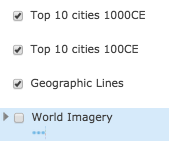 Top 10 cities 1000CE
Top 10 cities 100CE
Geographic Lines
World Imagery